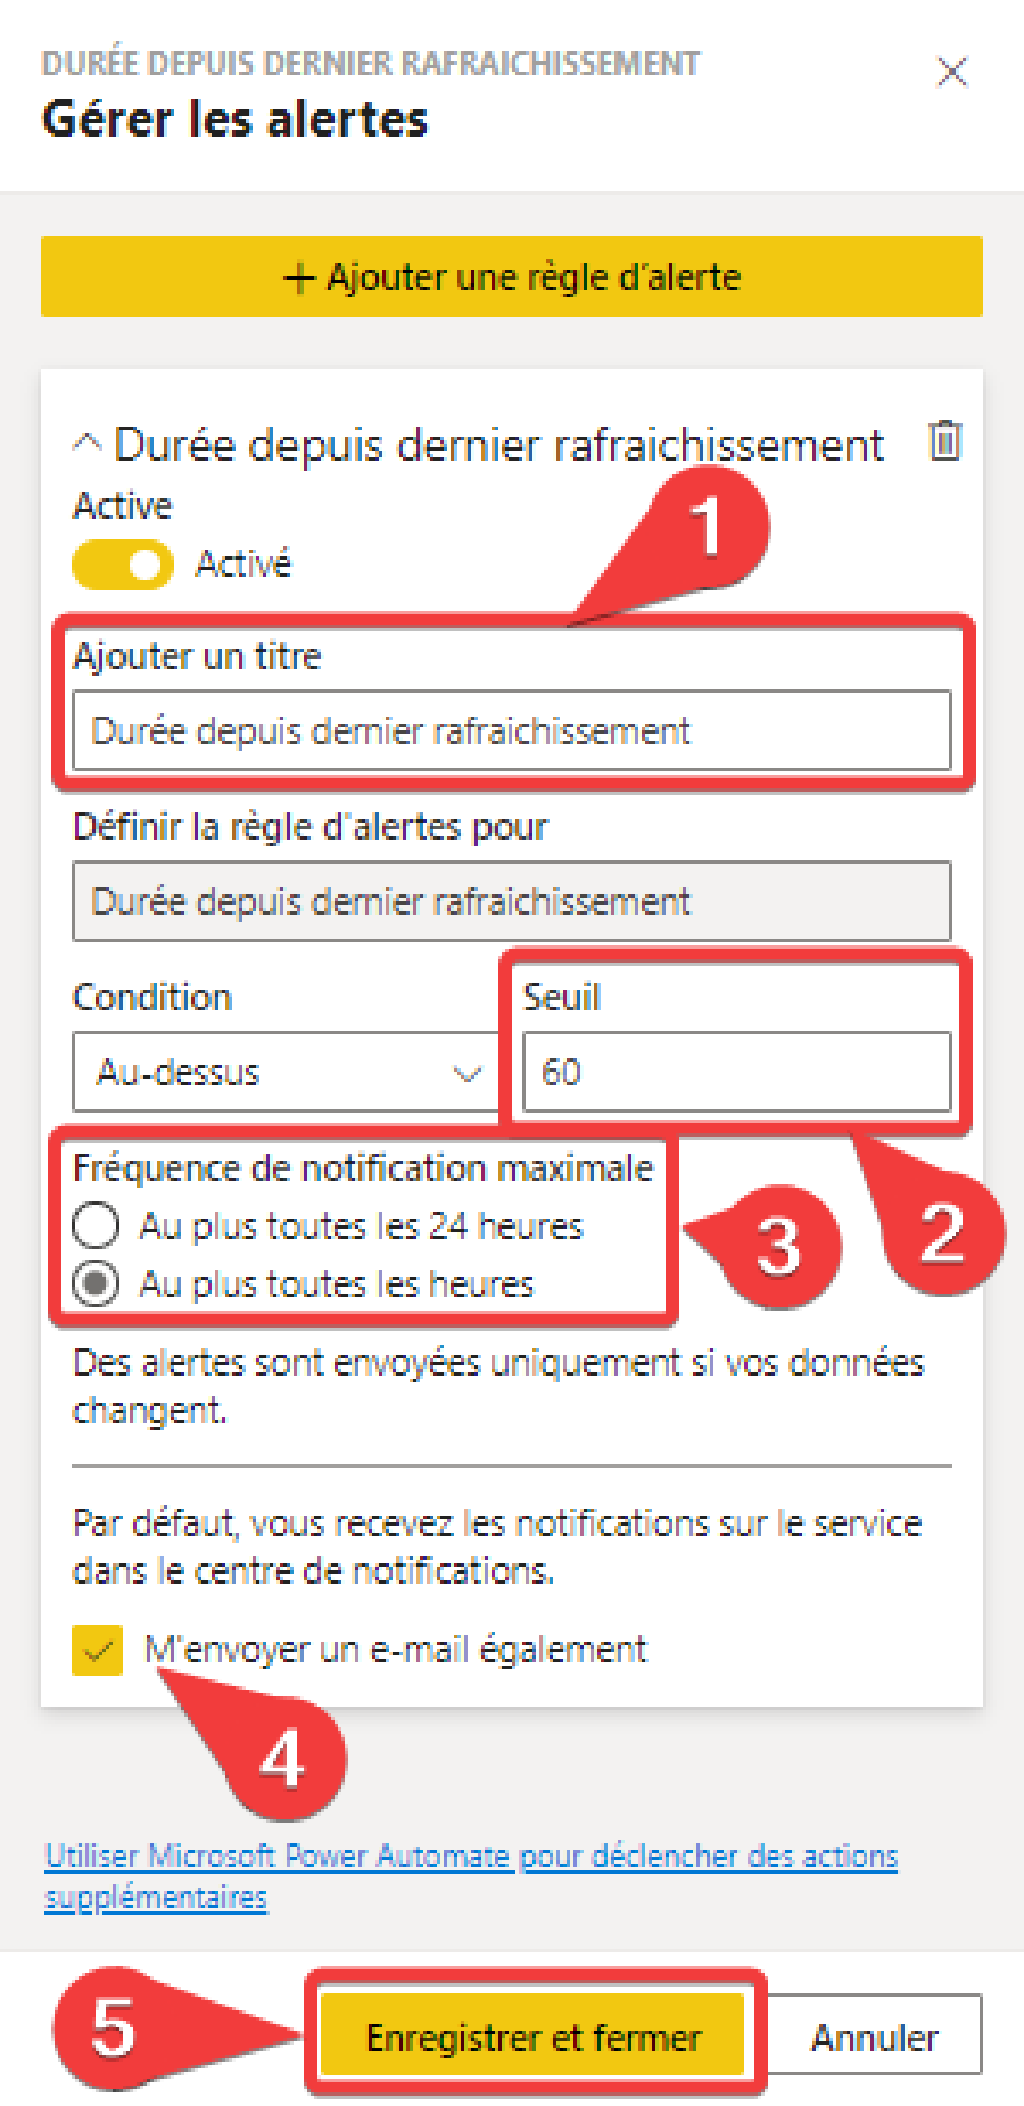 DURÉE DEPUIS DERNIER RAFRAICHISSEMENT
Gérer les alertes
+ Ajouter une règle d'alerte
Durée depuis dernier rafraichissement
Active
1
Activé
Ajouter un titre
Durée depuis dernier rafraichissement
Définir la règle d'alertes pour
Durée depuis dernier rafraichissement
Condition
Seuil
Au-dessus
60
Fréquence de notification maximale
Au plus toutes les 24 heures
3
2
Au plus toutes les heures
Des alertes sont envoyées uniquement si vos données
changent.
Par défaut, vous recevez les notifications sur le service
dans le centre de notifications.
M'envoyer un e-mail également
4
Utiliser Microsoft Power Automate pour déclencher des actions
supplémentaires
5
Enregistrer et fermer
Annuler